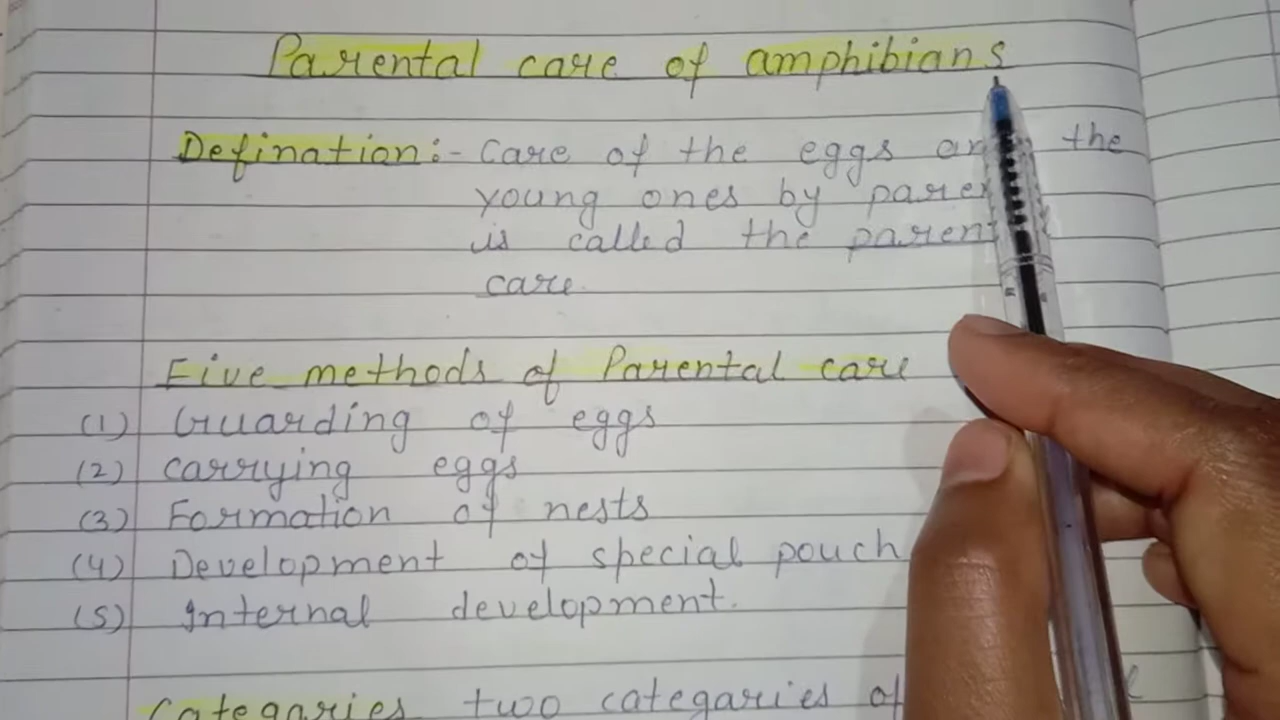 Parental care of amphibians
Defination:- Care of the eggs the
young ones by
is called the
care.
Five methods of Parental care
(1) Guarding of eggs
(2) carrying eggs
(3) Formation of nests
(4) Development of special pouch
(5) Internal development.
Categaries two categaries of